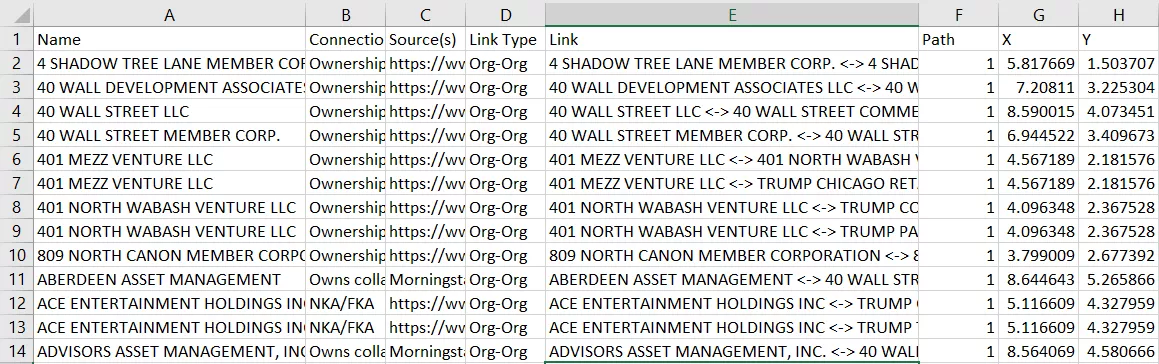 A B C D E F G H
1 Name Connectio Source(s) Link Type Link Path X Y
2 4 SHADOW TREE LANE MEMBER COR Ownership https://wv Org-Org 4 SHADOW TREE LANE MEMBER CORP. <-> 4 SHAD 1 5.817669 1.503707
3 40 WALL DEVELOPMENT ASSOCIATES Ownership https://wv Org-Org 40 WALL DEVELOPMENT ASSOCIATES LLC <-> 40 W 1 7.20811 3.225304
4 40 WALL STREET LLC Ownership https://wv Org-Org 40 WALL STREET LLC <-> 40 WALL STREET COMME 1 8.590015 4.073451
5 40 WALL STREET MEMBER CORP. Ownership https://wv Org-Org 40 WALL STREET MEMBER CORP. <-> 40 WALL STR 1 6.944522 3.409673
6 401 MEZZ VENTURE LLC Ownership https://wv Org-Org 401 MEZZ VENTURE LLC <-> 401 NORTH WABASH V 1 4.567189 2.181576
7 401 MEZZ VENTURE LLC Ownership https://wv Org-Org 401 MEZZ VENTURE LLC <-> TRUMP CHICAGO RET 1 4.567189 2.181576
8 401 NORTH WABASH VENTURE LLC Ownership https://wv Org-Org 401 NORTH WABASH VENTURE LLC <-> TRUMP CO 1 4.096348 2.367528
9 401 NORTH WABASH VENTURE LLC Ownership https://wv Org-Org 401 NORTH WABASH VENTURE LLC <-> TRUMP PA 1 4.096348 2.367528
10 809 NORTH CANON MEMBER CORPO Ownership https://wv Org-Org 809 NORTH CANON MEMBER CORPORATION <-> 8 1 3.799009 2.677392
11 ABERDEEN ASSET MANAGEMENT Owns colla Morningsta Org-Org ABERDEEN ASSET MANAGEMENT <-> 40 WALL STR 1 8.644643 5.265866
12 ACE ENTERTAINMENT HOLDINGS IN NKA/FKA https://wv Org-Org ACE ENTERTAINMENT HOLDINGS INC <-> TRUMP 1 5.116609 4.327959
13 ACE ENTERTAINMENT HOLDINGS IN NKA/FKA https://wv Org-Org ACE ENTERTAINMENT HOLDINGS INC <-> TRUMP 1 5.116609 4.327959
14 ADVISORS ASSET MANAGEMENT, INC Owns colla Morningsta Org-Org ADVISORS ASSET MANAGEMENT, INC. <-> 40 WALL 1 8.564069 4.580666